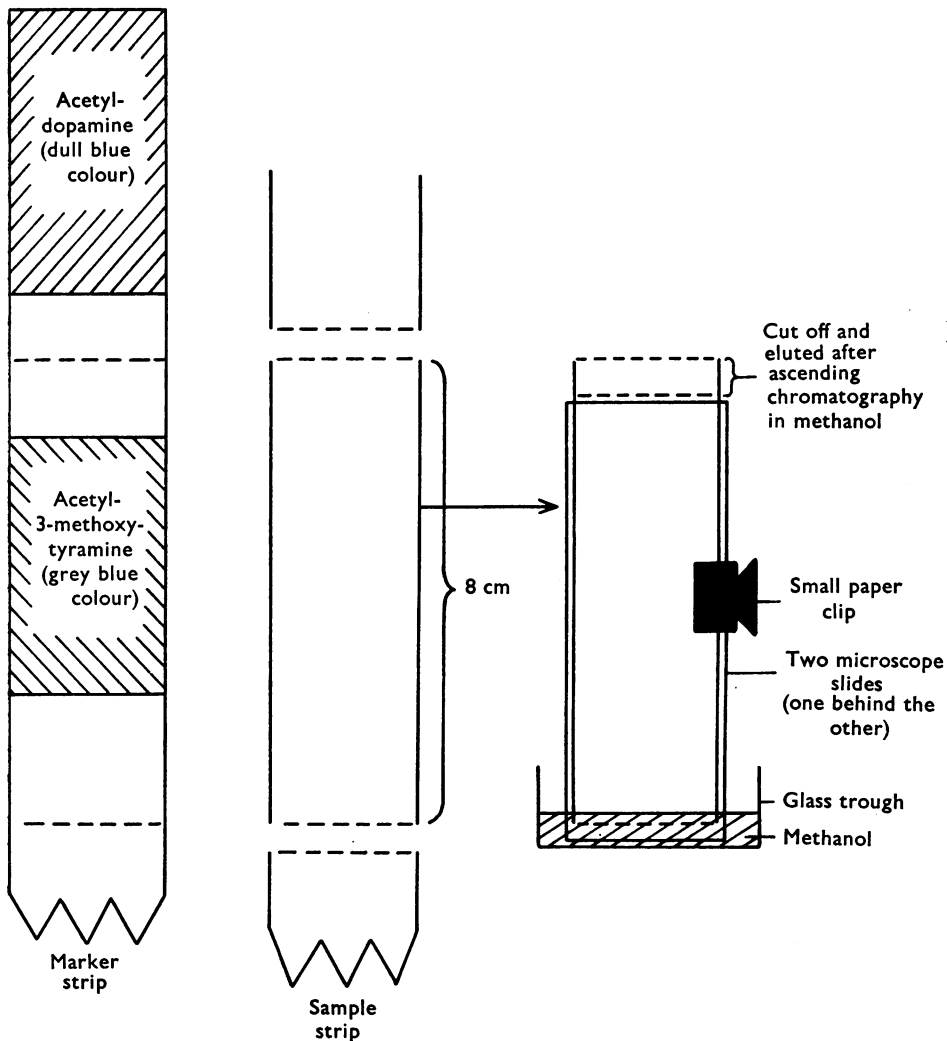 Acetyl-
dopamine
(dull blue
colour)
Acetyl-
3-methoxy-
tyramine
(grey blue
colour)
Marker
strip
8 cm
Sample
strip
Cut off and
eluted after
ascending
chromatography
in methanol
Small paper
clip
Two microscope
slides
(one behind the
other)
Glass trough
Methanol